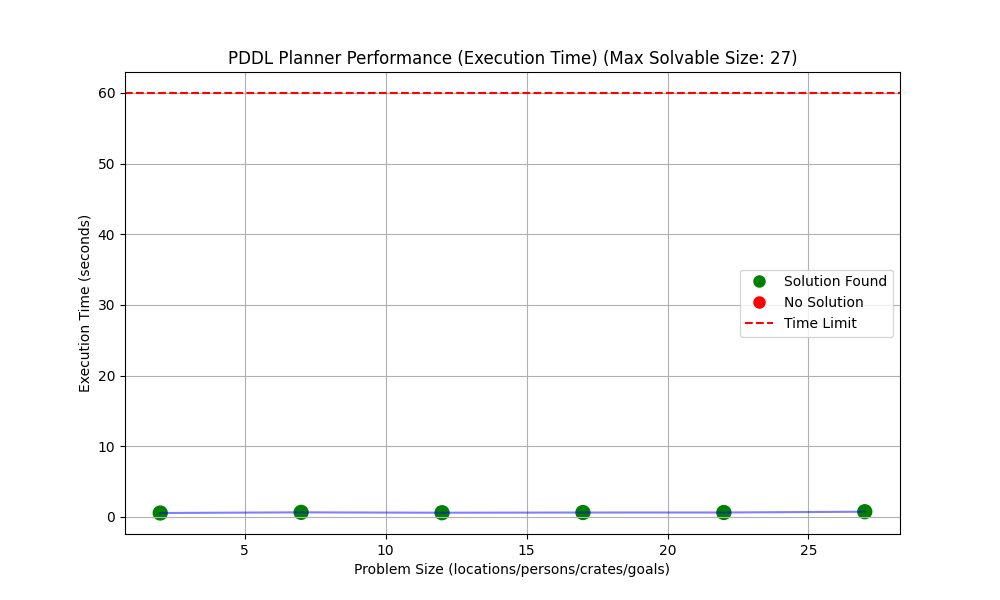 PDDL Planner Performance (Execution Time) (Max Solvable Size: 27)
60
50
40
30
20
10
0
Execution Time (seconds)
Solution Found
No Solution
Time Limit
5
10
15
20
25
Problem Size (locations/persons/crates/goals)